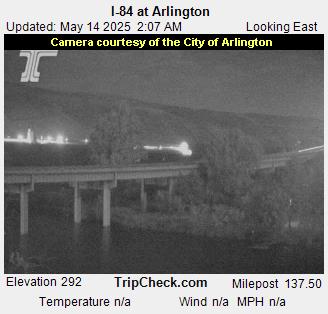 I-84 at Arlington
Updated: May 14 2025 2:07 AM Looking East
Camera courtesy of the City of Arlington
Elevation 292 TripCheck.com Milepost 137.50
Temperature n/a Wind n/a MPH n/a